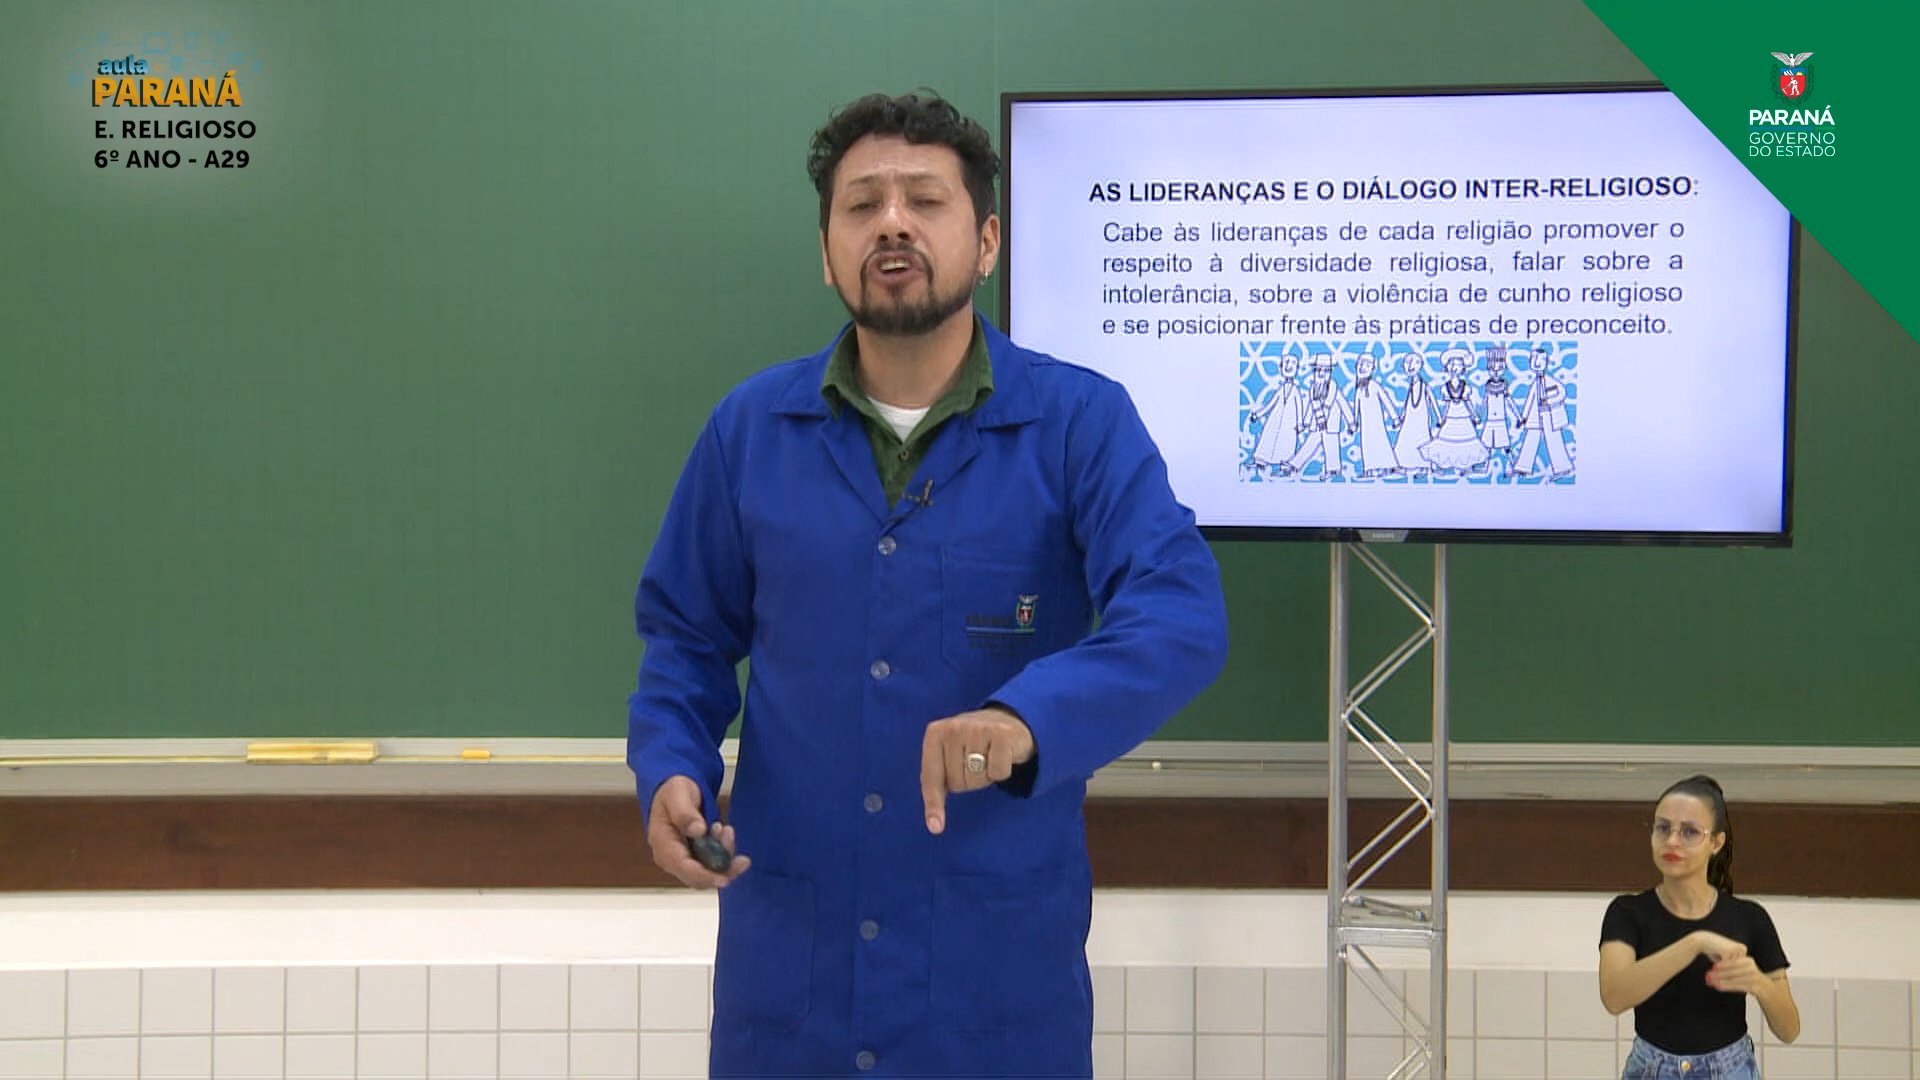 aula
PARANÁ
E. RELIGIOSO
6º ANO - A29
PARANÁ
GOVERNO
DO ESTADO
AS LIDERANÇAS E O DIÁLOGO INTER-RELIGIOSO:
Cabe às lideranças de cada religião promover o
respeito à diversidade religiosa, falar sobre a
intolerância, sobre a violência de cunho religioso
e se posicionar frente às práticas de preconceito.